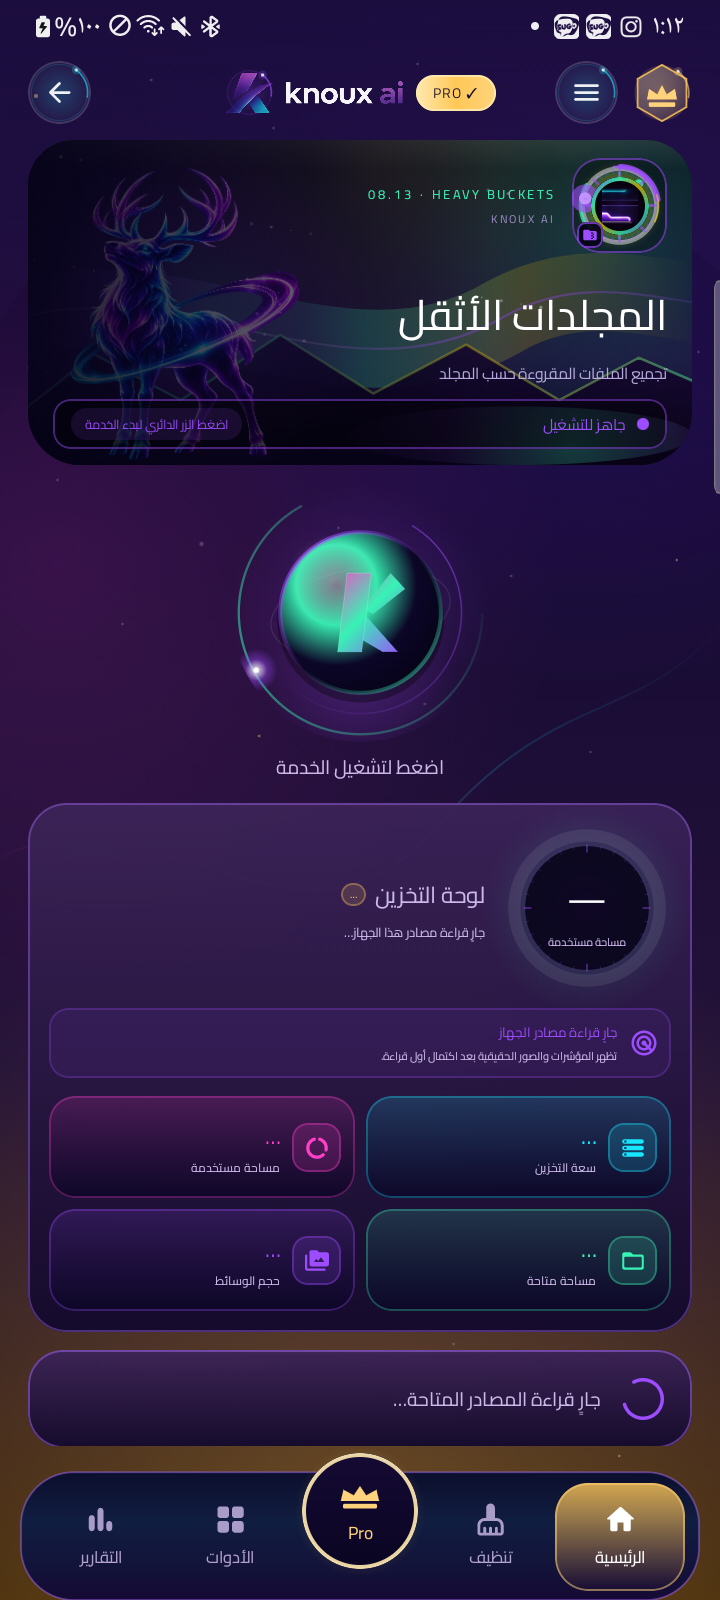 %١٠٠
١:١٢
knoux ai
PRO ✓
08.13 · HEAVY BUCKETS
KNOUX AI
المجلدات الأثقل
تجميع الملفات المقروءة حسب المجلد
جاهز للتشغيل
اضغط الزر الدائري لبدء الخدمة
اضغط لتشغيل الخدمة
لوحة التخزين
...
جارٍ قراءة مصادر هذا الجهاز...
—
مساحة مستخدمة
جارٍ قراءة مصادر الجهاز
تظهر المؤشرات والصور الحقيقية بعد اكتمال أول قراءة.
...
سعة التخزين
...
مساحة مستخدمة
...
مساحة متاحة
...
حجم الوسائط
جارٍ قراءة المصادر المتاحة...
الرئيسية
تنظيف
Pro
الأدوات
التقارير